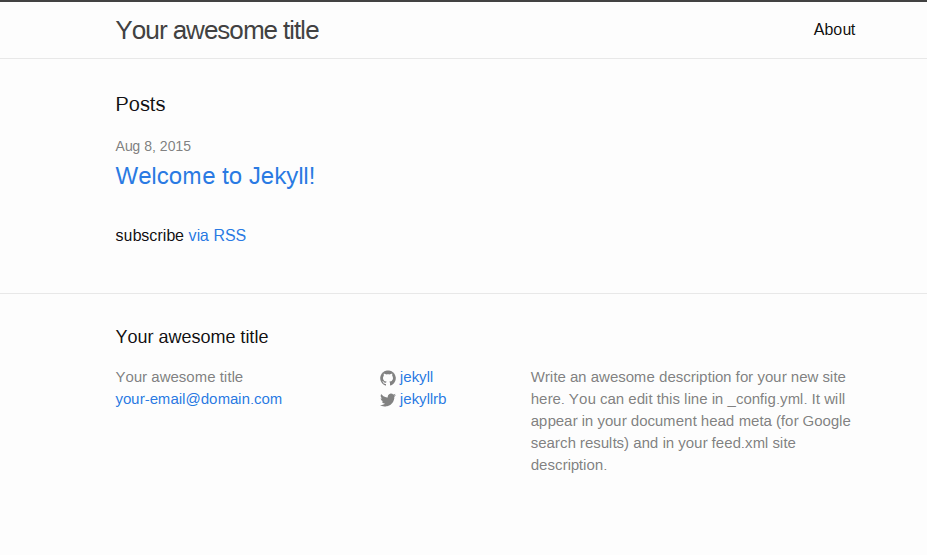 Your awesome title
About
Posts
Aug 8, 2015
Welcome to Jekyll!
subscribe via RSS
Your awesome title
Your awesome title
your-email@domain.com
jekyll
jekyllrb
Write an awesome description for your new site
here. You can edit this line in _config.yml. It will
appear in your document head meta (for Google
search results) and in your feed.xml site
description.